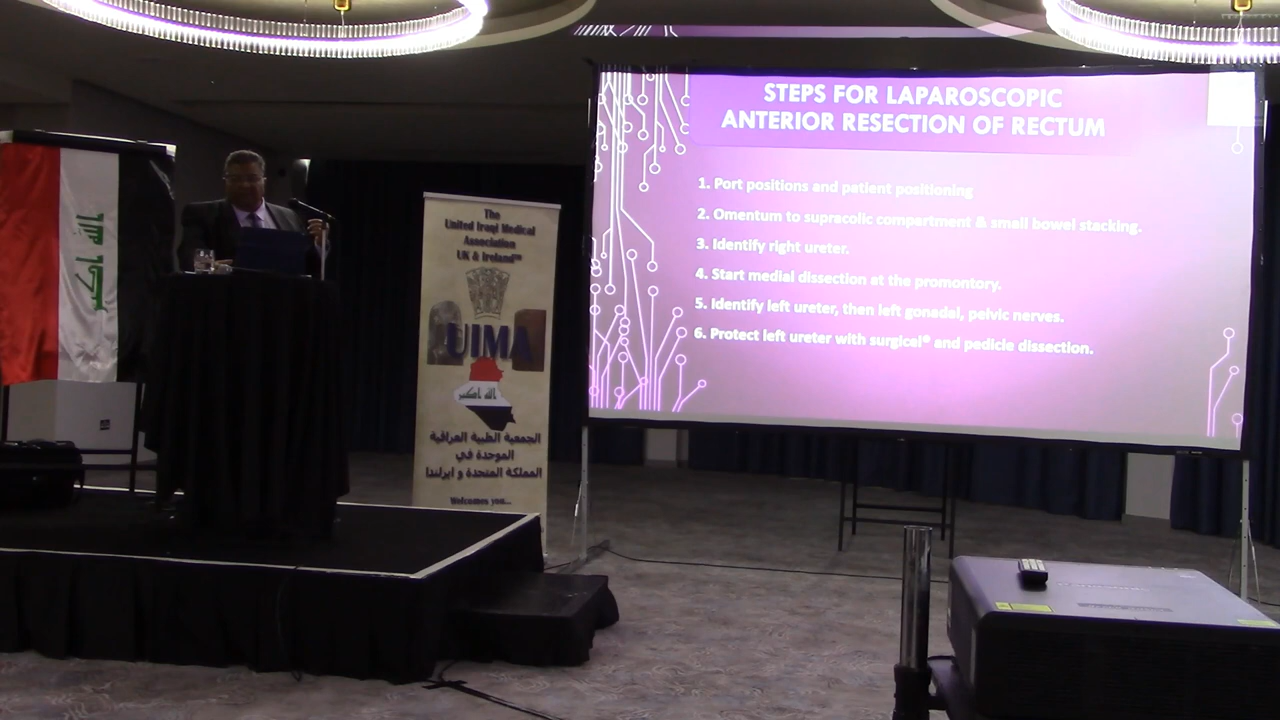 STEPS FOR LAPAROSCOPIC
ANTERIOR RESECTION OF RECTUM
1. Port positions and patient positioning
2. Omentum to supracolic compartment & small bowel stacking.
3. Identify right ureter.
4. Start medial dissection at the promontory.
5. Identify left ureter, then left gonadal, pelvic nerves.
6. Protect left ureter with surgicel® and pedicle dissection.
الله اكبر
The
United Iraqi Medical
Association
UK & Ireland™
UIMA
الله اكبر
الجمعية الطبية العراقية
الموحدة في
المملكة المتحدة و ايرلندا
Welcomes you...